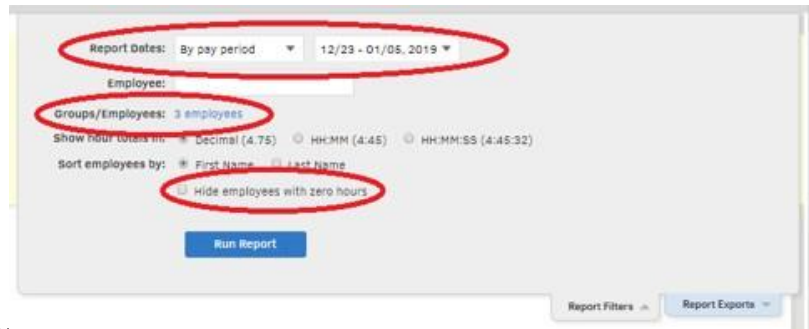 Report Dates: By pay period 12/23 - 01/05, 2019
Employee:
Groups/Employees: 3 employees
Show hour totals in: Decimal (4.75) HH:MM (4:45) HH:MM:SS (4:45:32)
Sort employees by: First Name Last Name
Hide employees with zero hours
Run Report
Report Filters Report Exports